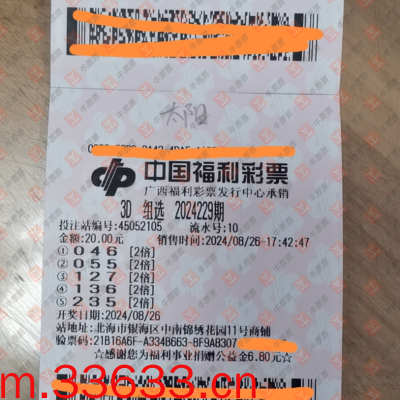 太阳
中国福利彩票
广西福利彩票发行中心承销
3D 组选 2024229期
投注站编号:45052105 流水号:10
金额:20.00元 销售时间:2024/08/26-17:42:47
① 046 [2倍]
② 055 [2倍]
③ 127 [2倍]
④ 136 [2倍]
⑤ 235 [2倍]
开奖日期:2024/08/26
站地址:北海市银海区中南锦绣花园11号商铺
验票码:21B16A6F-A334B663-8F9A8307
☆感谢您为福利事业捐赠公益金6.80元☆
m.33633.cn